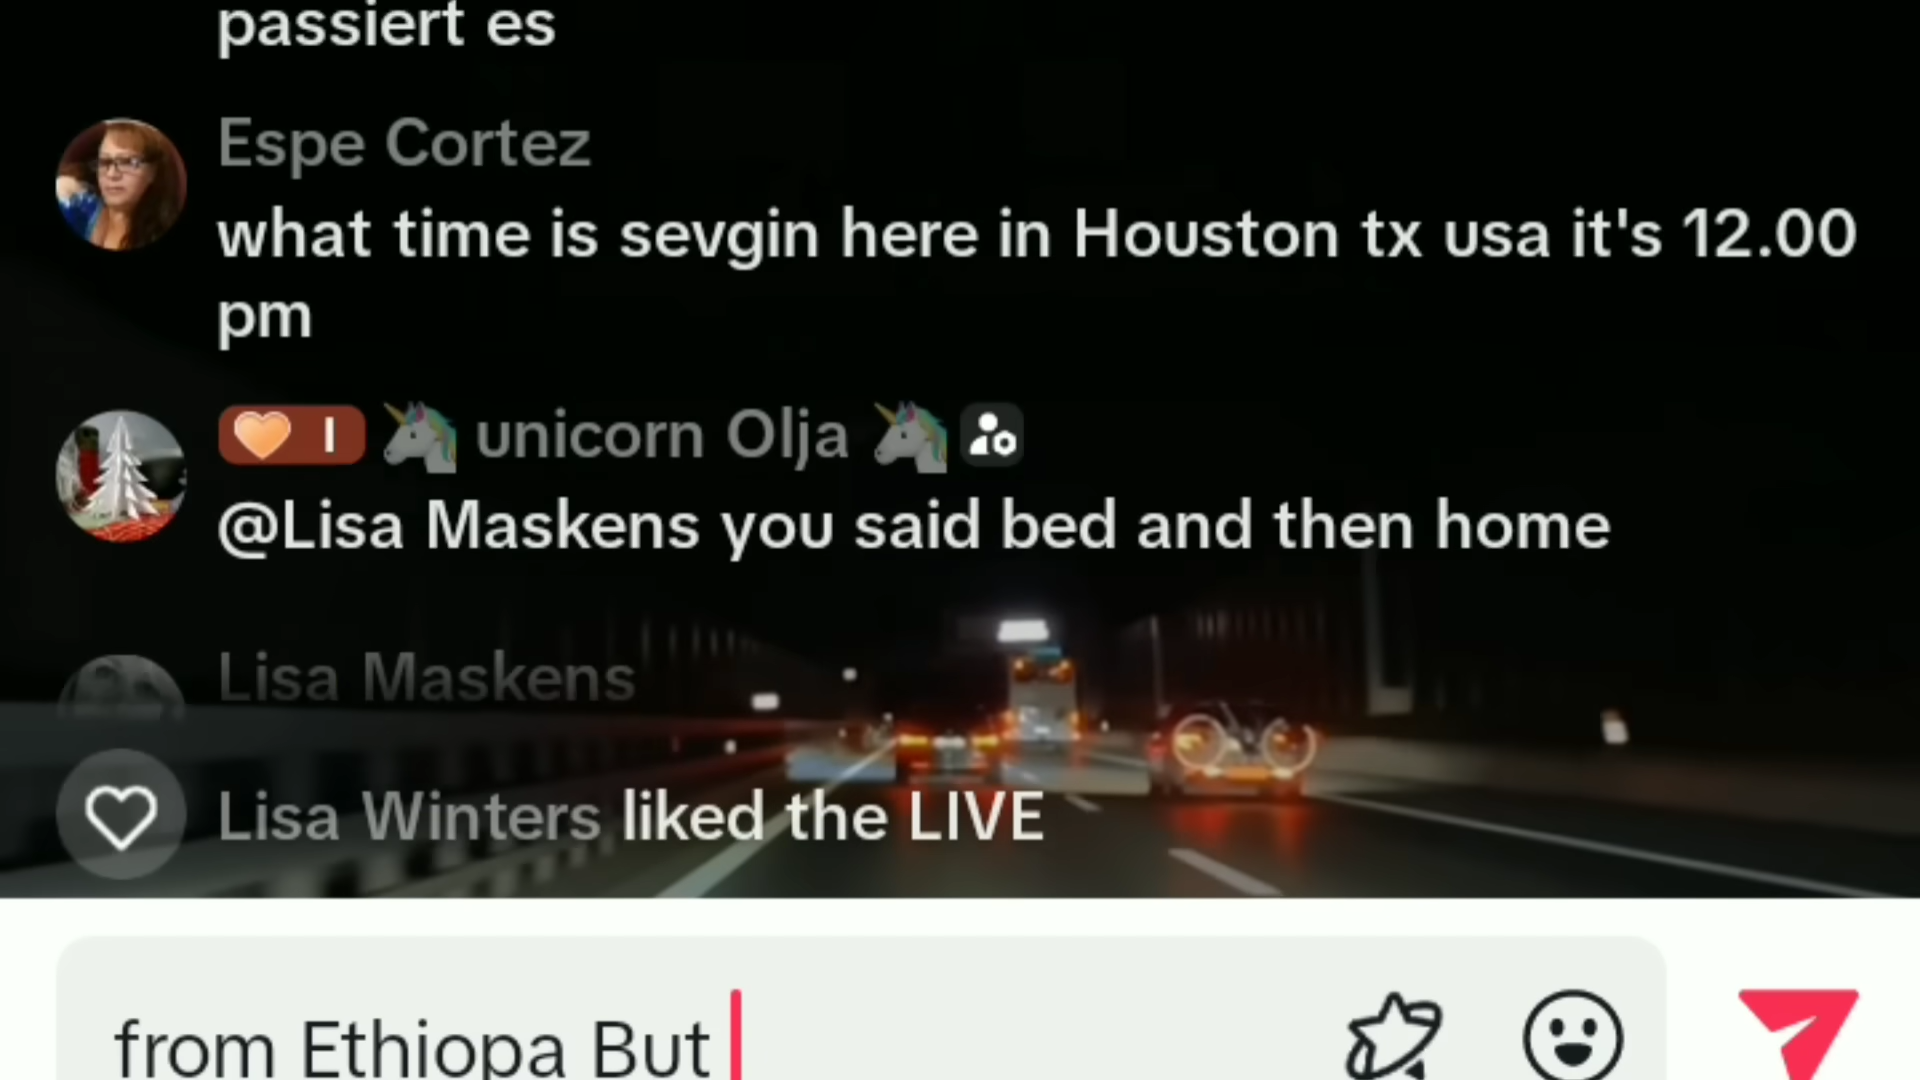 passiert es
Espe Cortez
what time is sevgin here in Houston tx usa it's 12.00
pm
I 🦄 unicorn Olja 🦄
@Lisa Maskens you said bed and then home
Lisa Maskens
Lisa Winters liked the LIVE
from Ethiopa But